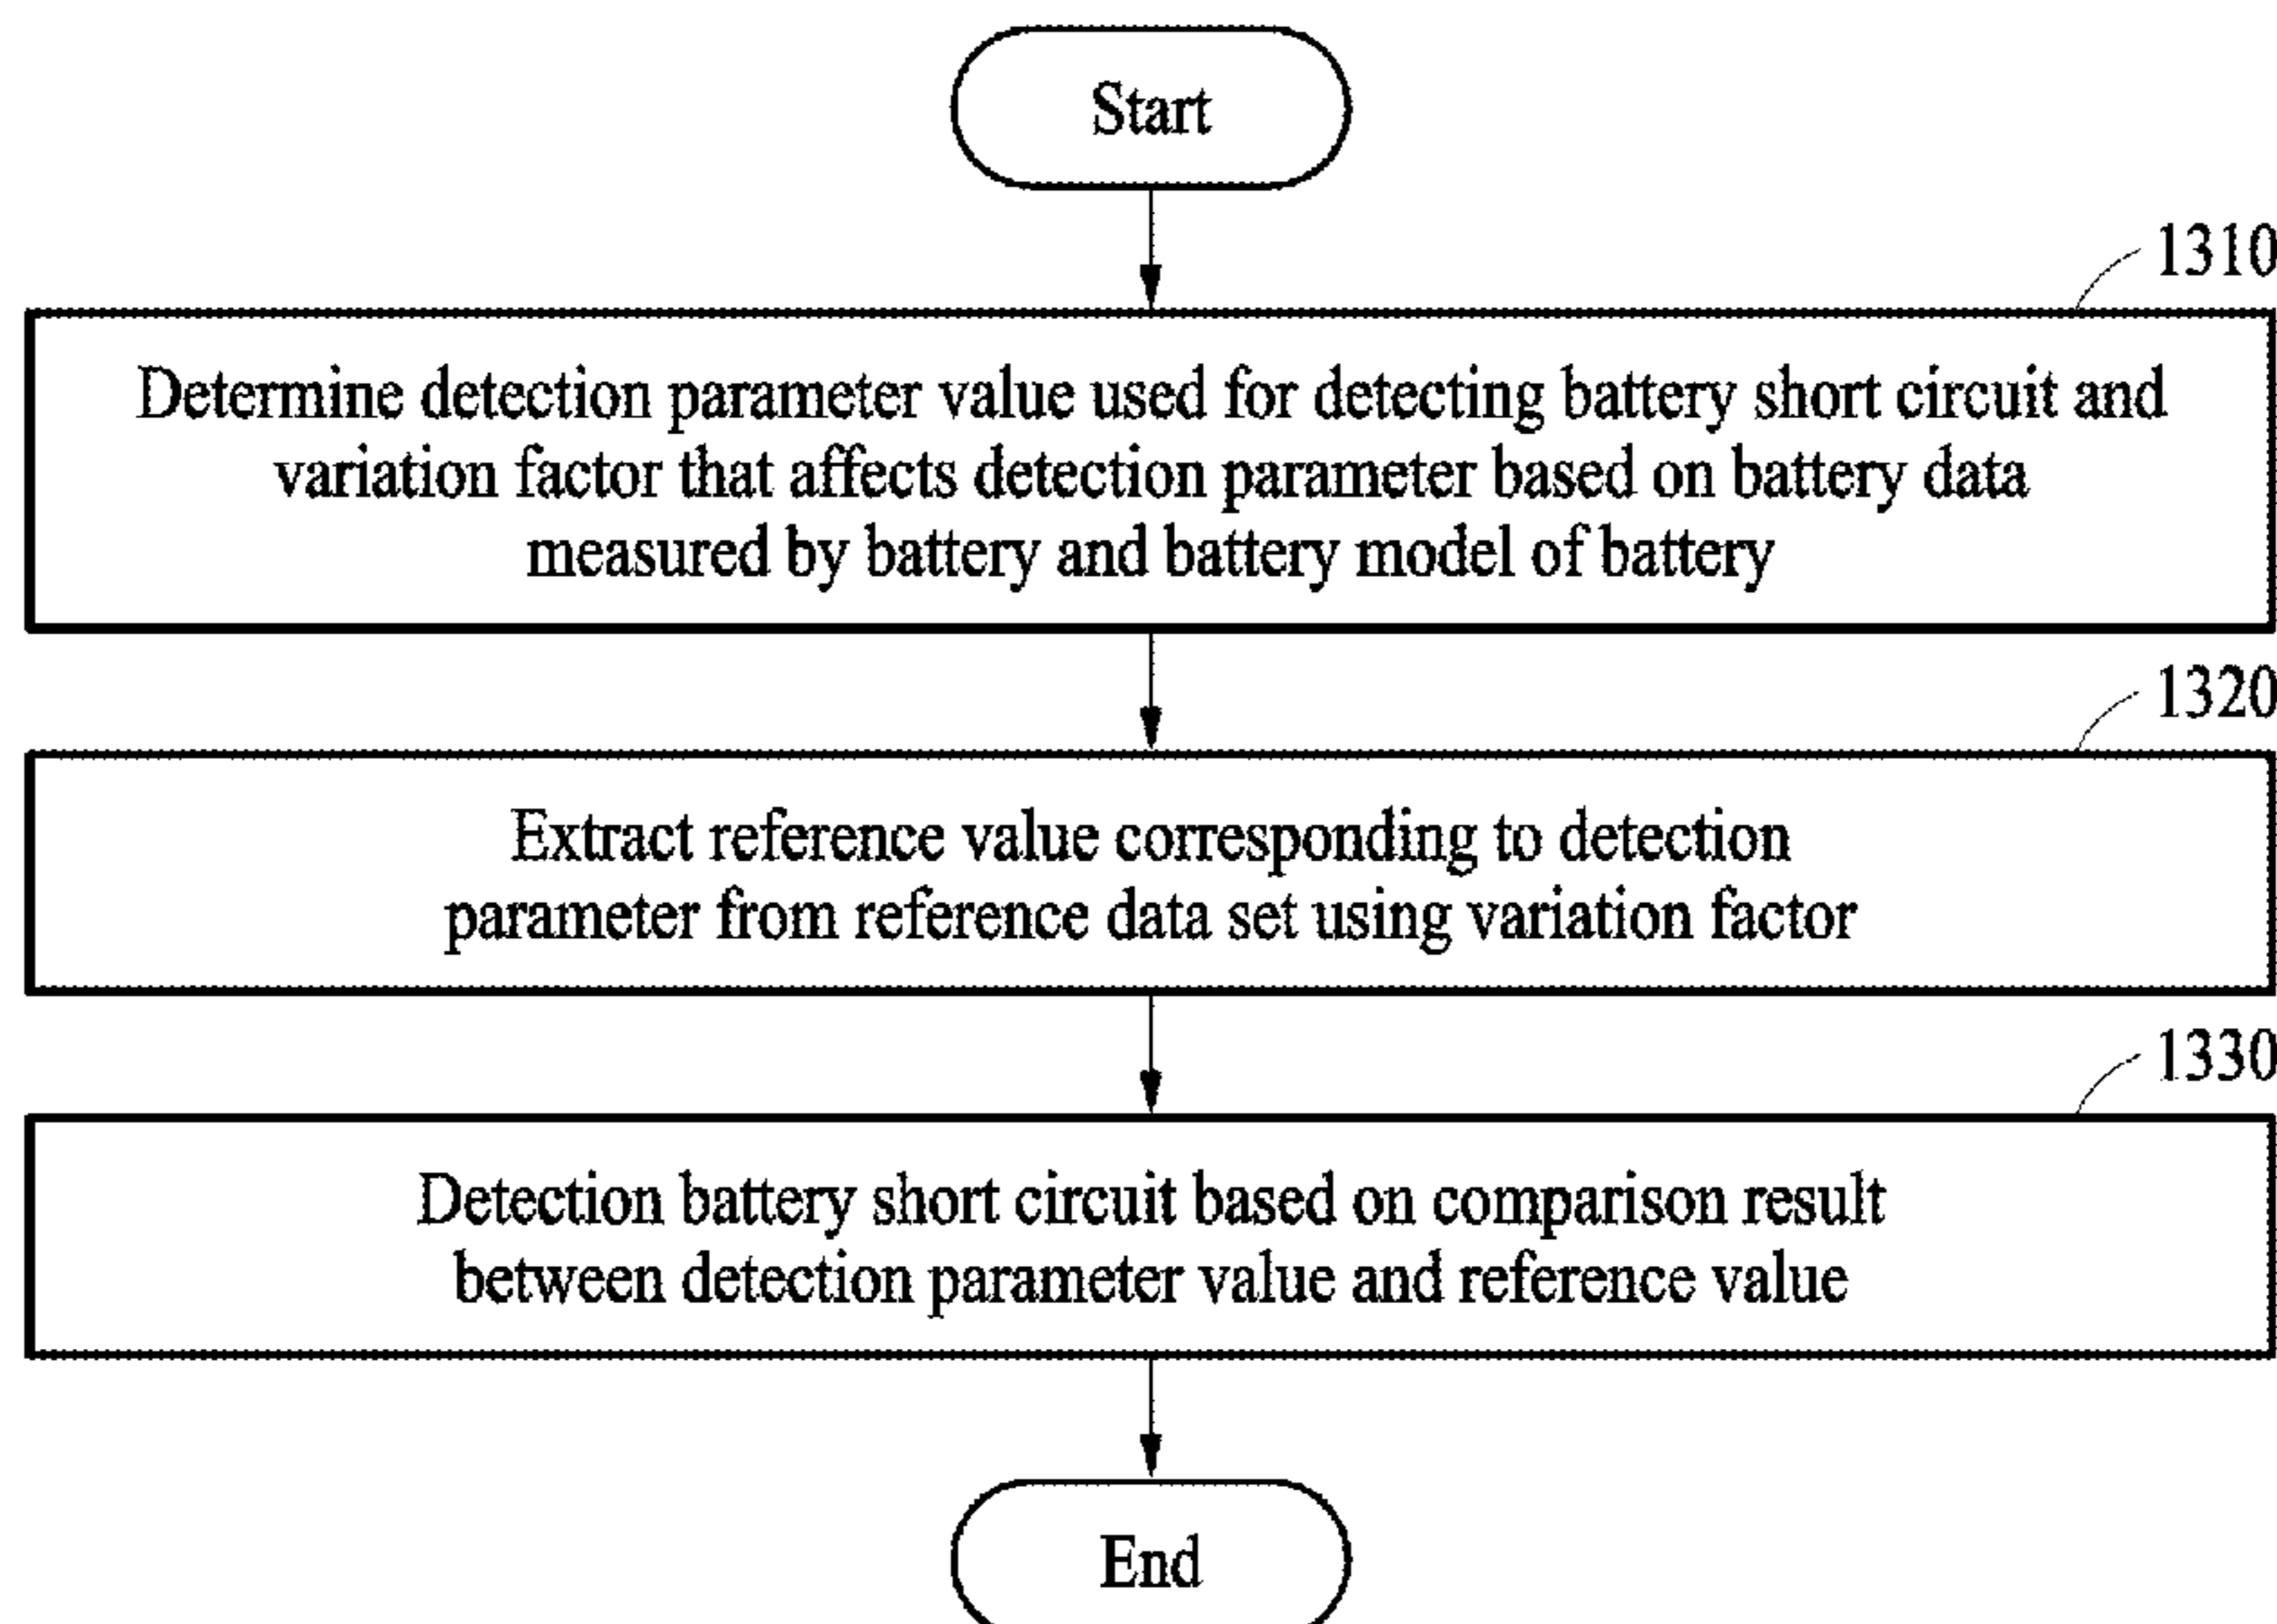 Start
1310
Determine detection parameter value used for detecting battery short circuit and
variation factor that affects detection parameter based on battery data
measured by battery and battery model of battery
1320
Extract reference value corresponding to detection
parameter from reference data set using variation factor
1330
Detection battery short circuit based on comparison result
between detection parameter value and reference value
End